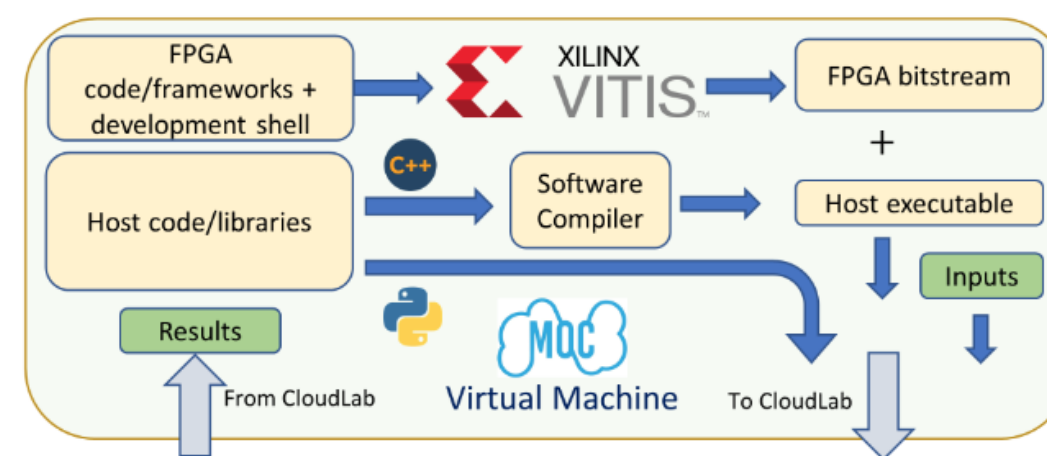 FPGA
code/frameworks +
development shell
XILINX
VITIS™
FPGA bitstream
+
C++
Host code/libraries
Software
Compiler
Host executable
Inputs
Results
MOC
Virtual Machine
From CloudLab
To CloudLab